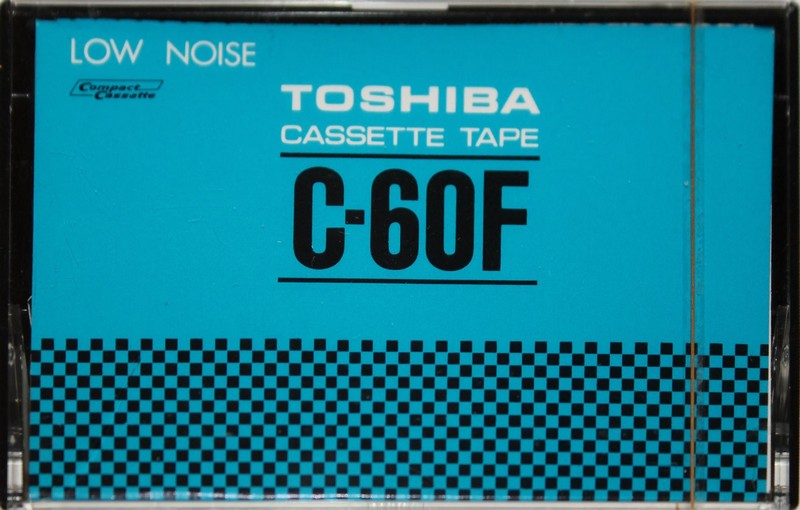 LOW NOISE
Compact
Cassette
TOSHIBA
CASSETTE TAPE
C-60F